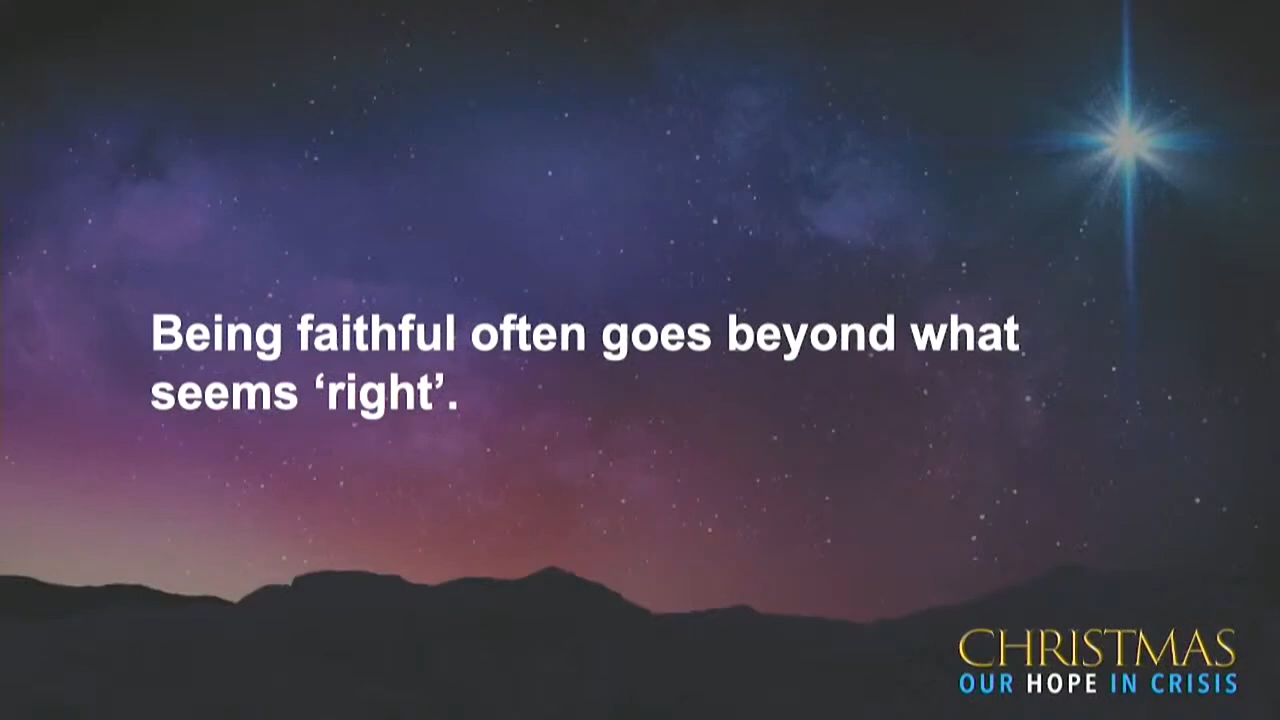 Being faithful often goes beyond what
seems ‘right’.
CHRISTMAS
OUR HOPE IN CRISIS